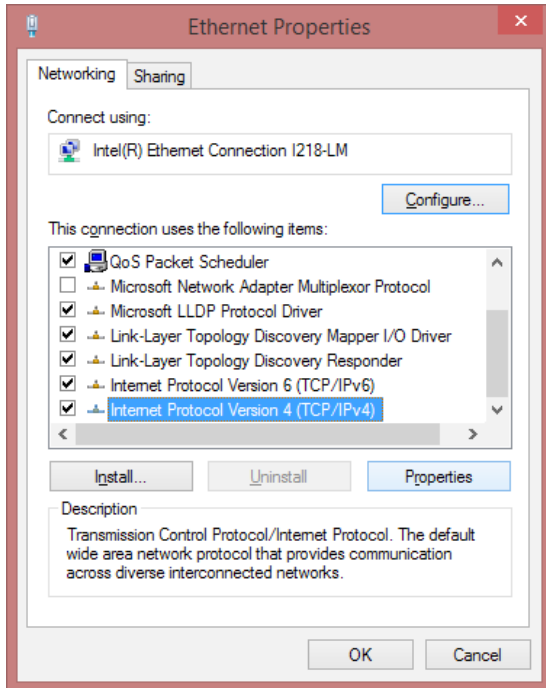 Ethernet Properties
Networking
Sharing
Connect using:
Intel(R) Ethernet Connection I218-LM
Configure...
This connection uses the following items:
QoS Packet Scheduler
Microsoft Network Adapter Multiplexor Protocol
Microsoft LLDP Protocol Driver
Link-Layer Topology Discovery Mapper I/O Driver
Link-Layer Topology Discovery Responder
Internet Protocol Version 6 (TCP/IPv6)
Internet Protocol Version 4 (TCP/IPv4)
Install...
Uninstall
Properties
Description
Transmission Control Protocol/Internet Protocol. The default
wide area network protocol that provides communication
across diverse interconnected networks.
OK
Cancel